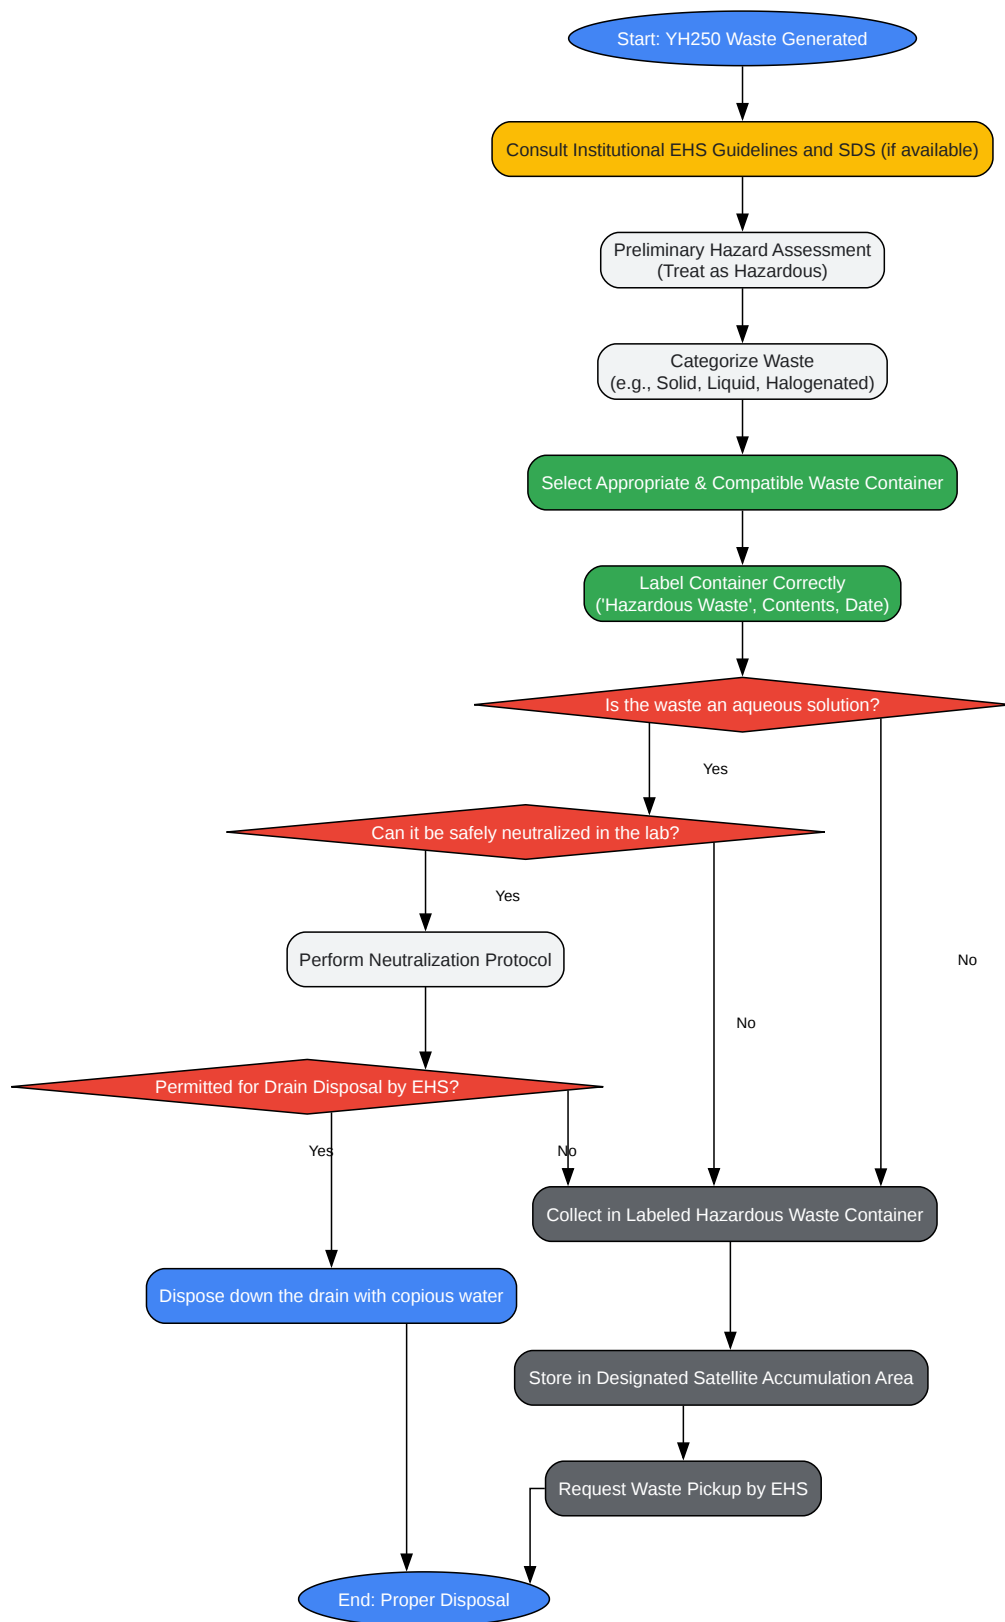 Start: YH250 Waste Generated
Consult Institutional EHS Guidelines and SDS (if available)
Preliminary Hazard Assessment
(Treat as Hazardous)
Categorize Waste
(e.g., Solid, Liquid, Halogenated)
Select Appropriate & Compatible Waste Container
Label Container Correctly
('Hazardous Waste', Contents, Date)
Is the waste an aqueous solution?
Yes
Can it be safely neutralized in the lab?
Yes
Perform Neutralization Protocol
No
No
Permitted for Drain Disposal by EHS?
Yes
No
Collect in Labeled Hazardous Waste Container
Dispose down the drain with copious water
Store in Designated Satellite Accumulation Area
Request Waste Pickup by EHS
End: Proper Disposal